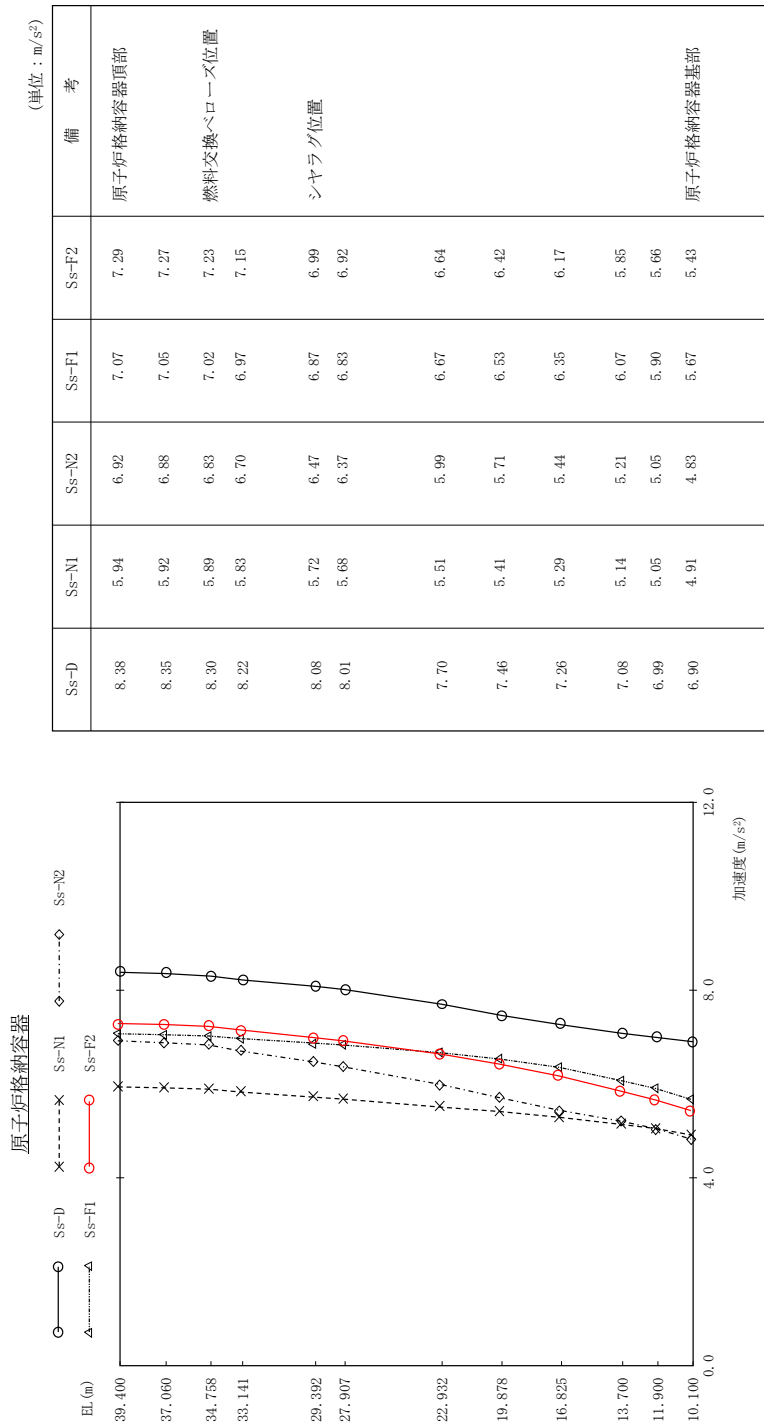 原子炉格納容器
Ss-D Ss-N1 Ss-N2
Ss-F1 Ss-F2
EL(m)
39.400
37.060
34.758
33.141
29.392
27.907
22.932
19.878
16.825
13.700
11.900
10.100
0.0 4.0 8.0 12.0
加速度(m/s²)
(単位：m/s²)
Ss-D Ss-N1 Ss-N2 Ss-F1 Ss-F2 備 考
8.38 5.94 6.92 7.07 7.29 原子炉格納容器頂部
8.35 5.92 6.88 7.05 7.27
8.30 5.89 6.83 7.02 7.23 燃料交換ベローズ位置
8.22 5.83 6.70 6.97 7.15
8.08 5.72 6.47 6.87 6.99 シヤラグ位置
8.01 5.68 6.37 6.83 6.92
7.70 5.51 5.99 6.67 6.64
7.46 5.41 5.71 6.53 6.42
7.26 5.29 5.44 6.35 6.17
7.08 5.14 5.21 6.07 5.85
6.99 5.05 5.05 5.90 5.66
6.90 4.91 4.83 5.67 5.43 原子炉格納容器基部